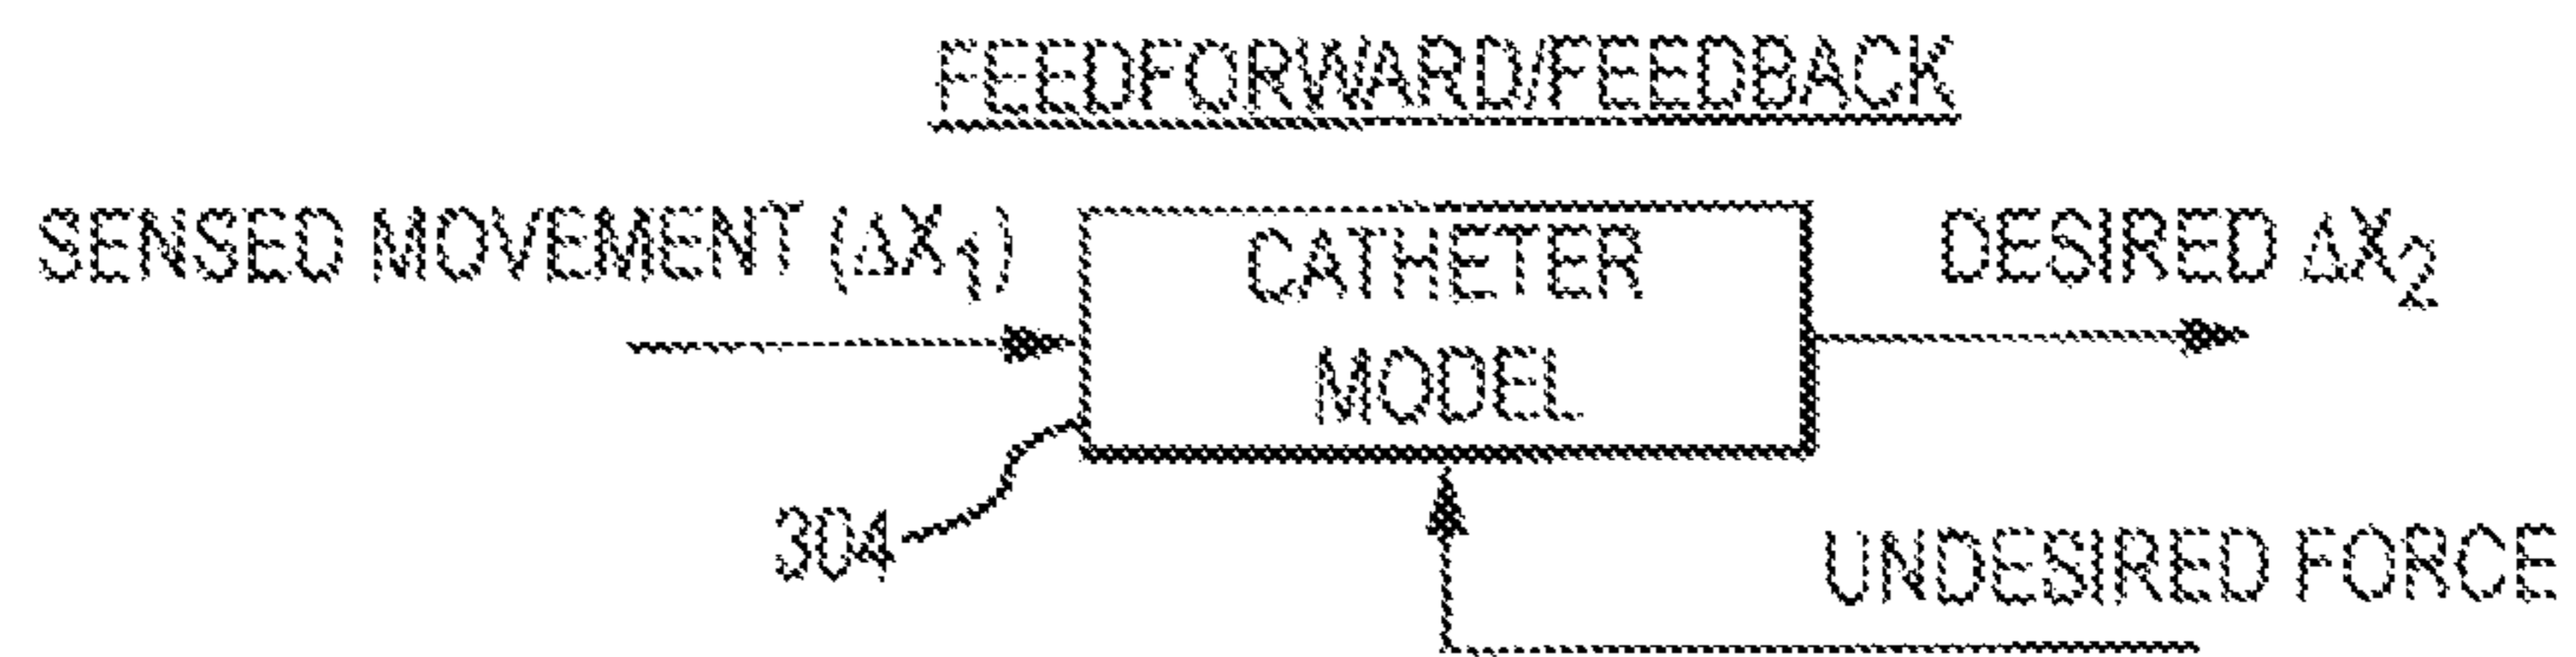 FEEDFORWARD/FEEDBACK
SENSED MOVEMENT (ΔX₁)
CATHETER
MODEL
DESIRED ΔX₂
304
UNDESIRED FORCE